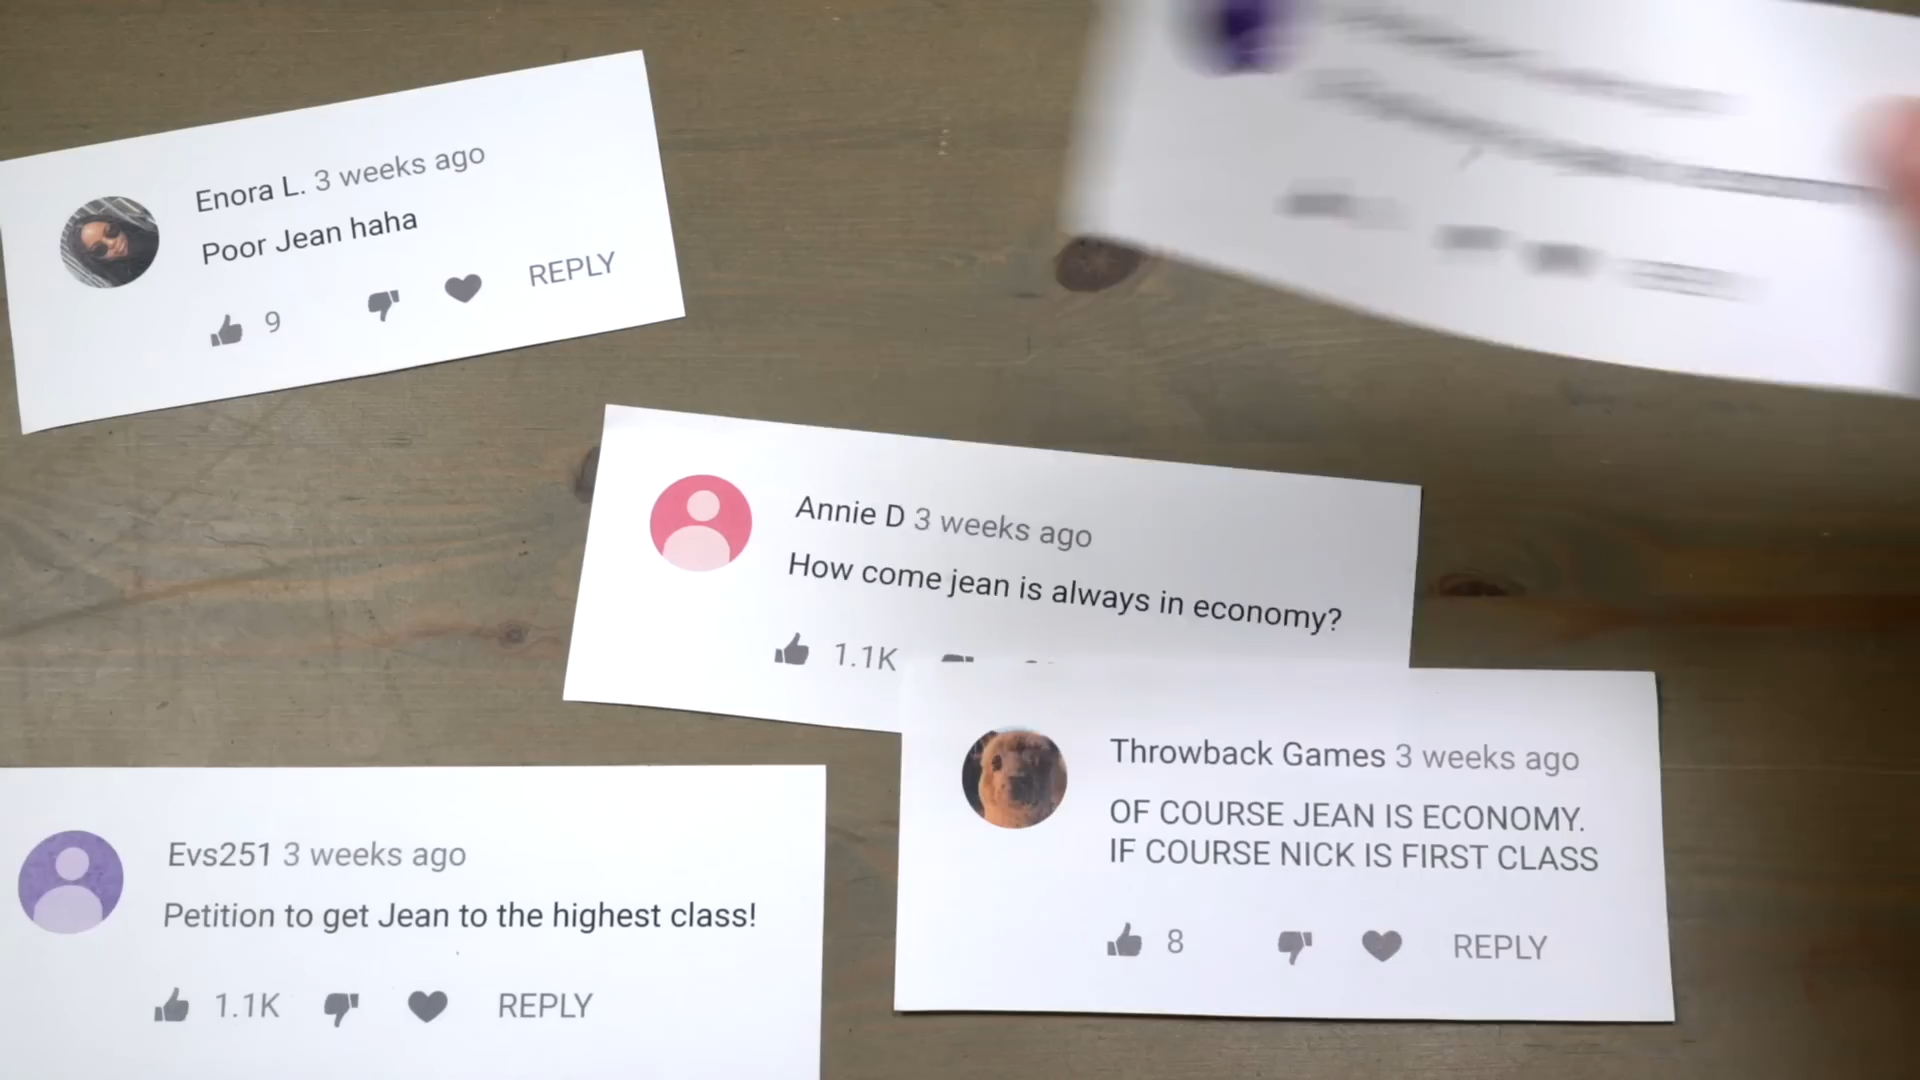 Enora L. 3 weeks ago
Poor Jean haha
9 REPLY
Annie D 3 weeks ago
How come jean is always in economy?
1.1K
Throwback Games 3 weeks ago
OF COURSE JEAN IS ECONOMY.
IF COURSE NICK IS FIRST CLASS
8 REPLY
Evs251 3 weeks ago
Petition to get Jean to the highest class!
1.1K REPLY